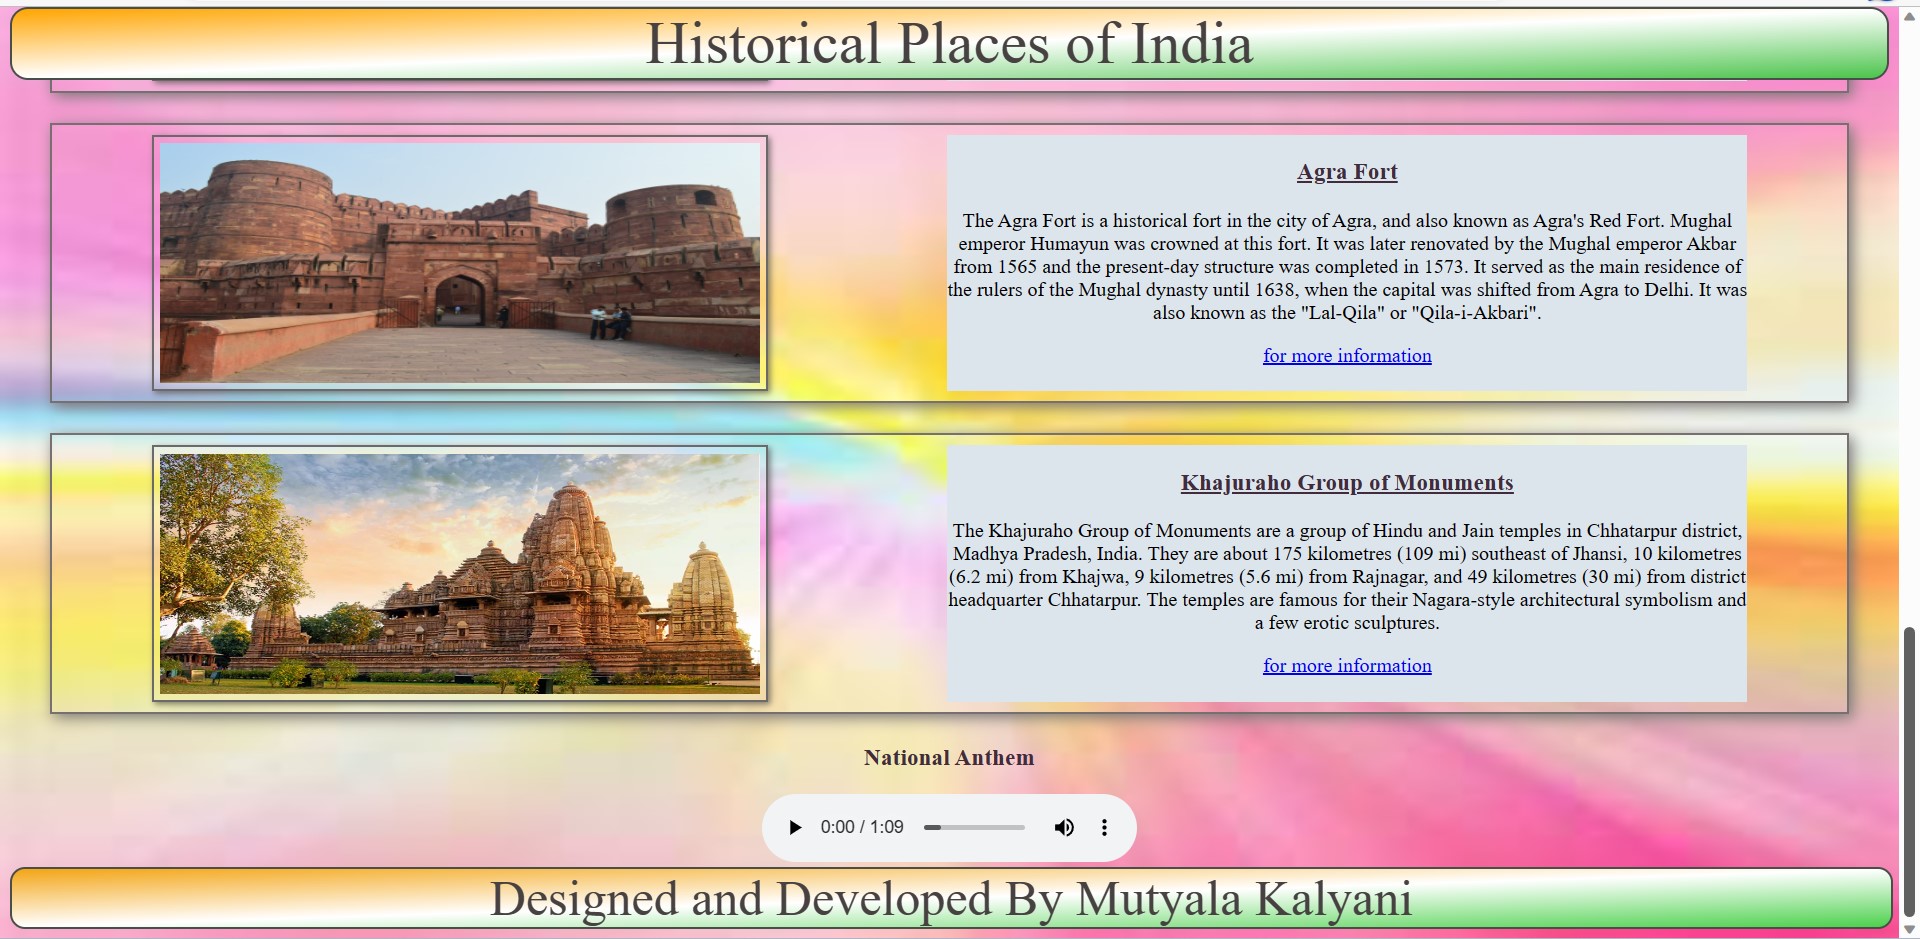 Historical Places of India
Agra Fort
The Agra Fort is a historical fort in the city of Agra, and also known as Agra's Red Fort. Mughal
emperor Humayun was crowned at this fort. It was later renovated by the Mughal emperor Akbar
from 1565 and the present-day structure was completed in 1573. It served as the main residence of
the rulers of the Mughal dynasty until 1638, when the capital was shifted from Agra to Delhi. It was
also known as the "Lal-Qila" or "Qila-i-Akbari".
for more information
Khajuraho Group of Monuments
The Khajuraho Group of Monuments are a group of Hindu and Jain temples in Chhatarpur district,
Madhya Pradesh, India. They are about 175 kilometres (109 mi) southeast of Jhansi, 10 kilometres
(6.2 mi) from Khajwa, 9 kilometres (5.6 mi) from Rajnagar, and 49 kilometres (30 mi) from district
headquarter Chhatarpur. The temples are famous for their Nagara-style architectural symbolism and
a few erotic sculptures.
for more information
National Anthem
0:00 / 1:09
Designed and Developed By Mutyala Kalyani